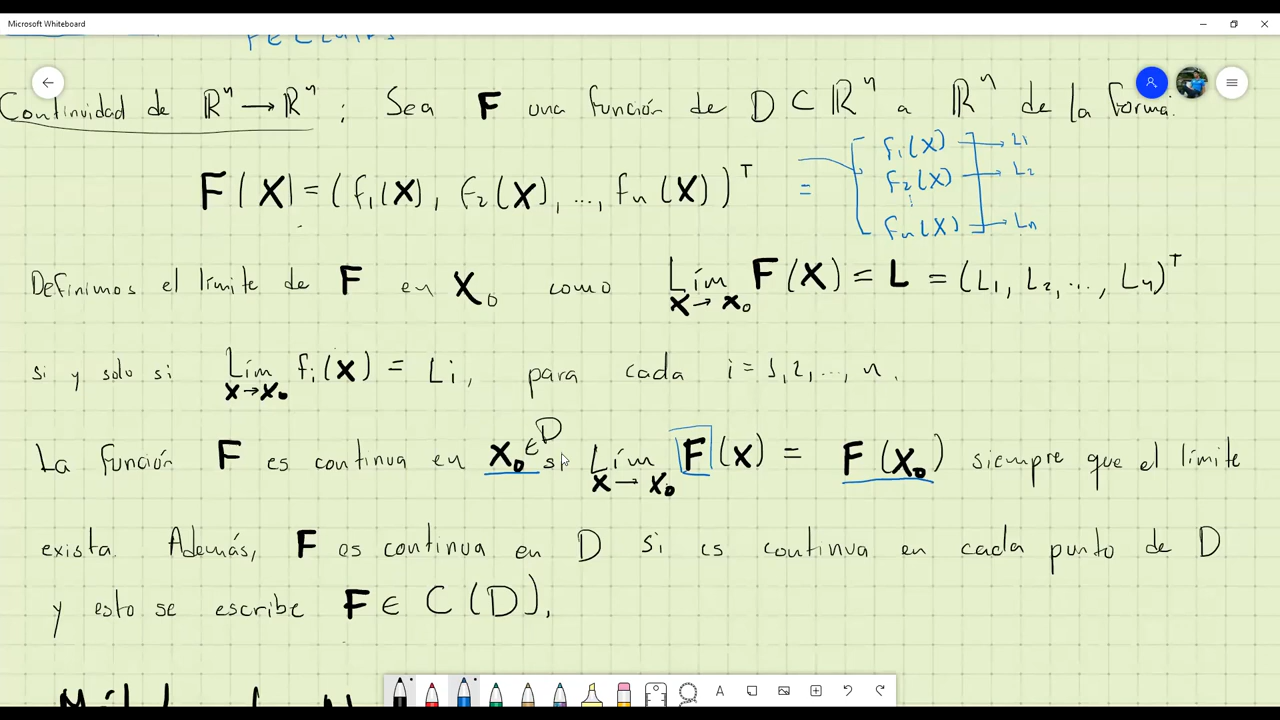 Microsoft Whiteboard
Continuidad de ℝⁿ → ℝⁿ : Sea F una función de D ⊂ ℝⁿ a ℝⁿ de la forma:
F(X) = (f₁(X), f₂(X), ..., fₙ(X))ᵀ = [f₁(X) → L₁
f₂(X) → L₂
⋮
fₙ(X)] → Lₙ
Definimos el límite de F en X₀ como Lím X→X₀ F(X) = L = (L₁, L₂, ..., Lₙ)ᵀ
si y solo si Lím X→X₀ fᵢ(X) = Lᵢ, para cada i = 1, 2, ..., n.
La función F es continua en X₀ ∈ D si Lím X→X₀ F(X) = F(X₀) siempre que el límite
exista. Además, F es continua en D si es continua en cada punto de D
y esto se escribe F ∈ C(D).
A